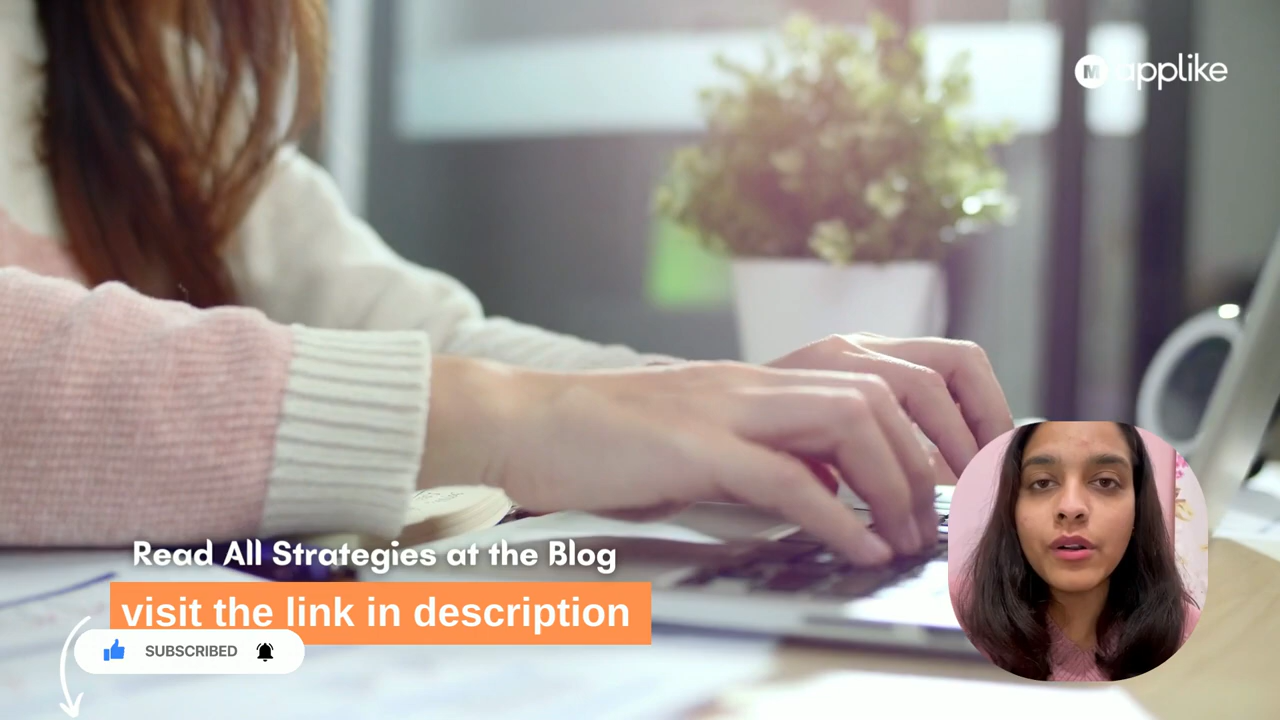 M applike
Read All Strategies at the Blog
visit the link in description
SUBSCRIBED